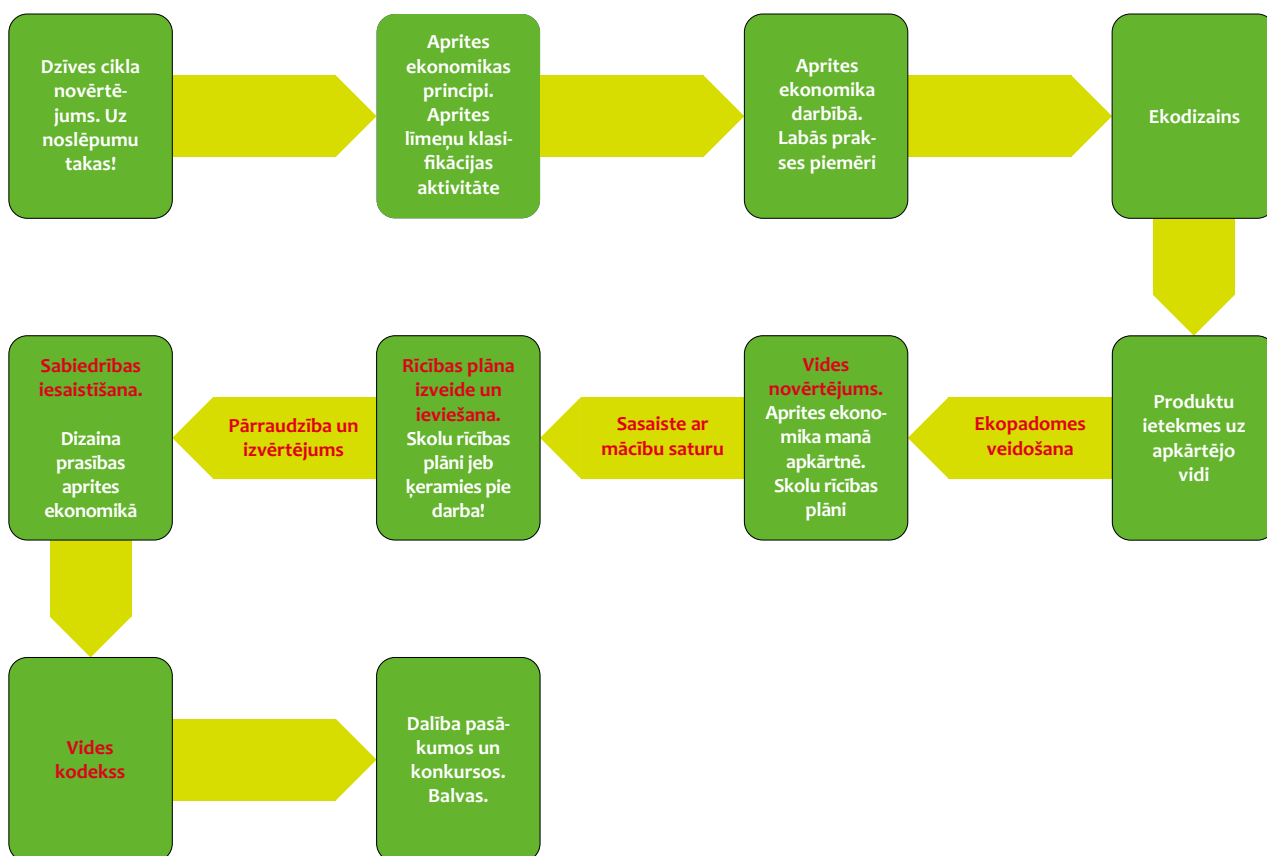 Dzīves cikla
novērtē-
jums. Uz
noslēpumu
takas!
Aprites
ekonomikas
principi.
Aprites
līmeņu klasi-
fikācijas
aktivitāte
Aprites
ekonomika
darbībā.
Labās prak-
ses piemēri
Ekodizains
Produktu
ietekmes uz
apkārtējo
vidi
Ekopadomes
veidošana
Vides
novērtējums.
Aprites ekono-
mika manā
apkārtnē.
Skolu rīcības
plāni
Sasaiste ar
mācību saturu
Rīcības plāna
izveide un
ieviešana.
Skolu rīcības
plāni jeb
ķeramies pie
darba!
Pārraudzība un
izvērtējums
Sabiedrības
iesaistīšana.
Dizaina
prasības
aprites
ekonomikā
Vides
kodekss
Dalība pasā-
kumos un
konkursos.
Balvas.